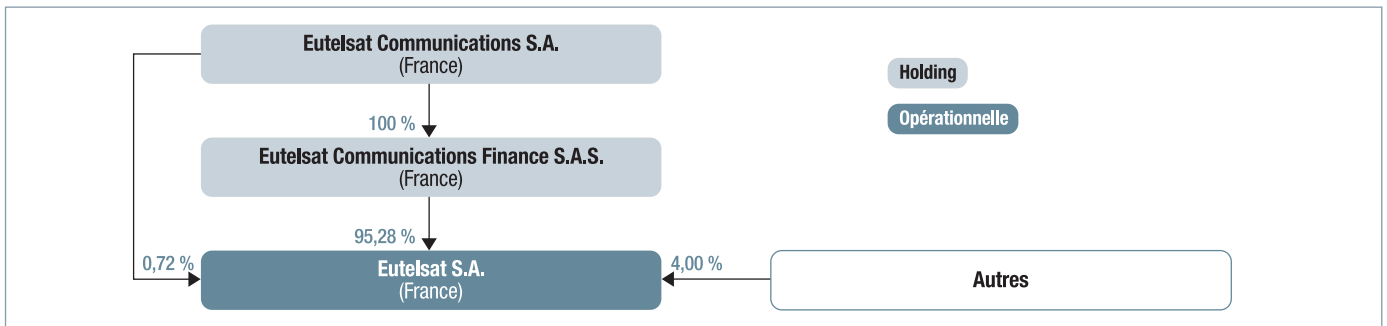 Eutelsat Communications S.A.
(France)
Holding
Opérationnelle
100 %
Eutelsat Communications Finance S.A.S.
(France)
95,28 %
0,72 %
Eutelsat S.A.
(France)
4,00 %
Autres